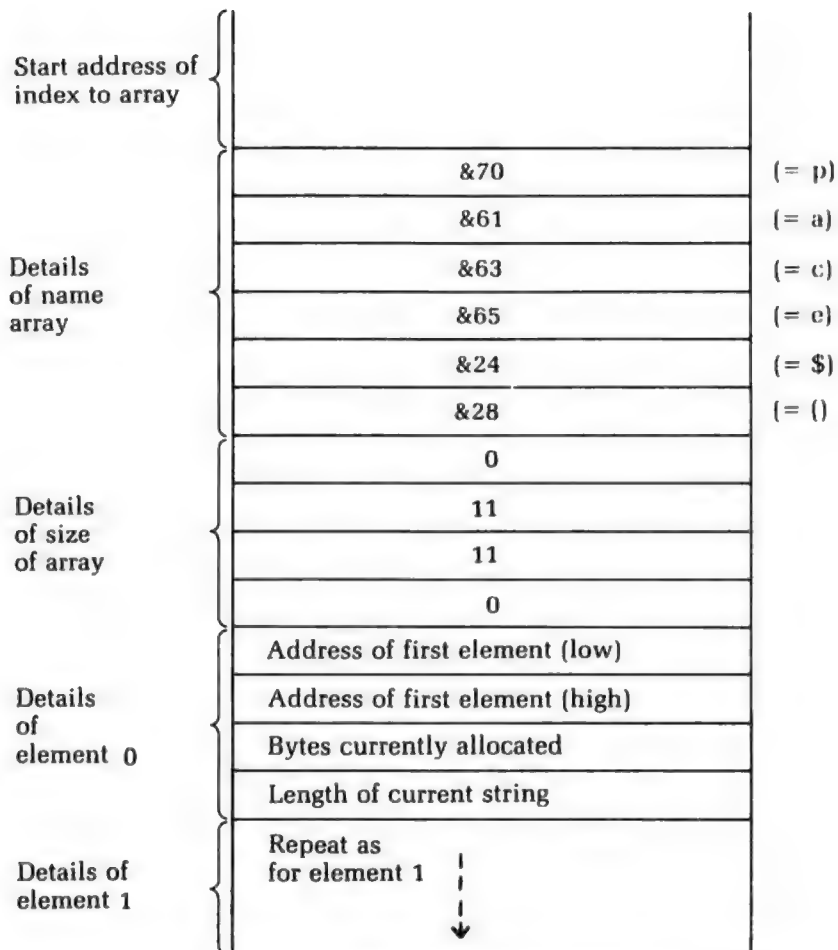 Start address of
index to array
&70
(= p)
&61
(= a)
Details
of name
array
&63
(= c)
&65
(= e)
&24
(= $)
&28
(= ()
0
Details
of size
of array
11
11
0
Address of first element (low)
Details
of
element 0
Address of first element (high)
Bytes currently allocated
Length of current string
Details of
element 1
Repeat as
for element 1